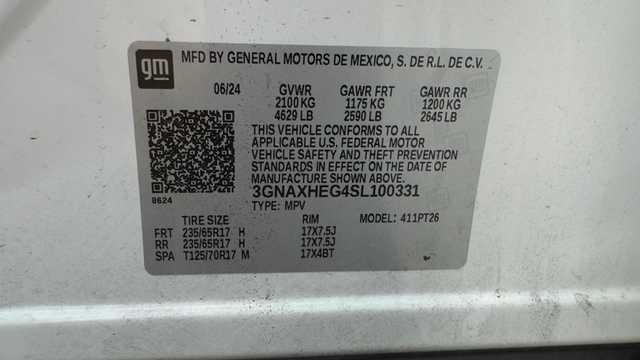 gm
MFD BY GENERAL MOTORS DE MEXICO, S. DE R.L. DE C.V.
06/24 GVWR GAWR FRT GAWR RR
2100 KG 1175 KG 1200 KG
4629 LB 2590 LB 2645 LB
THIS VEHICLE CONFORMS TO ALL
APPLICABLE U.S. FEDERAL MOTOR
VEHICLE SAFETY AND THEFT PREVENTION
STANDARDS IN EFFECT ON THE DATE OF
MANUFACTURE SHOWN ABOVE.
3GNAXHEG4SL100331
8624
TYPE: MPV MODEL: 411PT26
TIRE SIZE RIM
FRT 235/65R17 H 17X7.5J
RR 235/65R17 H 17X7.5J
SPA T125/70R17 M 17X4BT